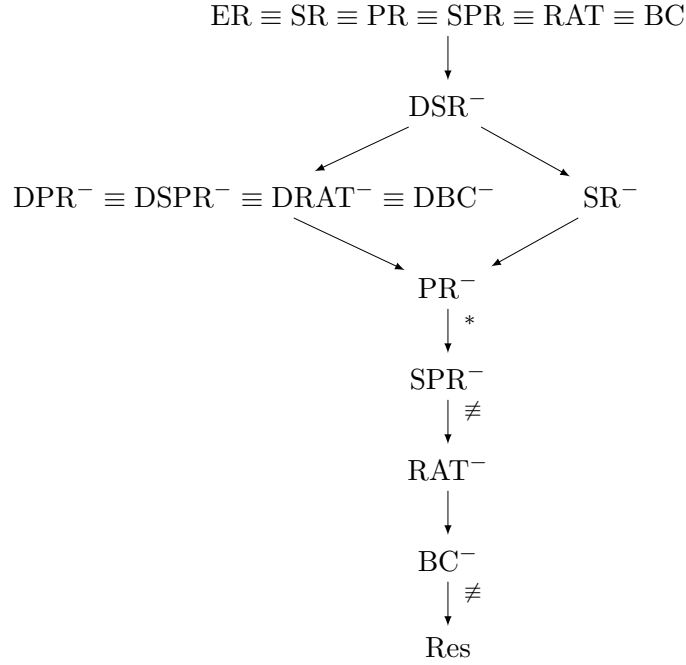 ER ≡ SR ≡ PR ≡ SPR ≡ RAT ≡ BC
DSR⁻
DPR⁻ ≡ DSPR⁻ ≡ DRAT⁻ ≡ DBC⁻ SR⁻
PR⁻
*
SPR⁻
≢
RAT⁻
BC⁻
≢
Res